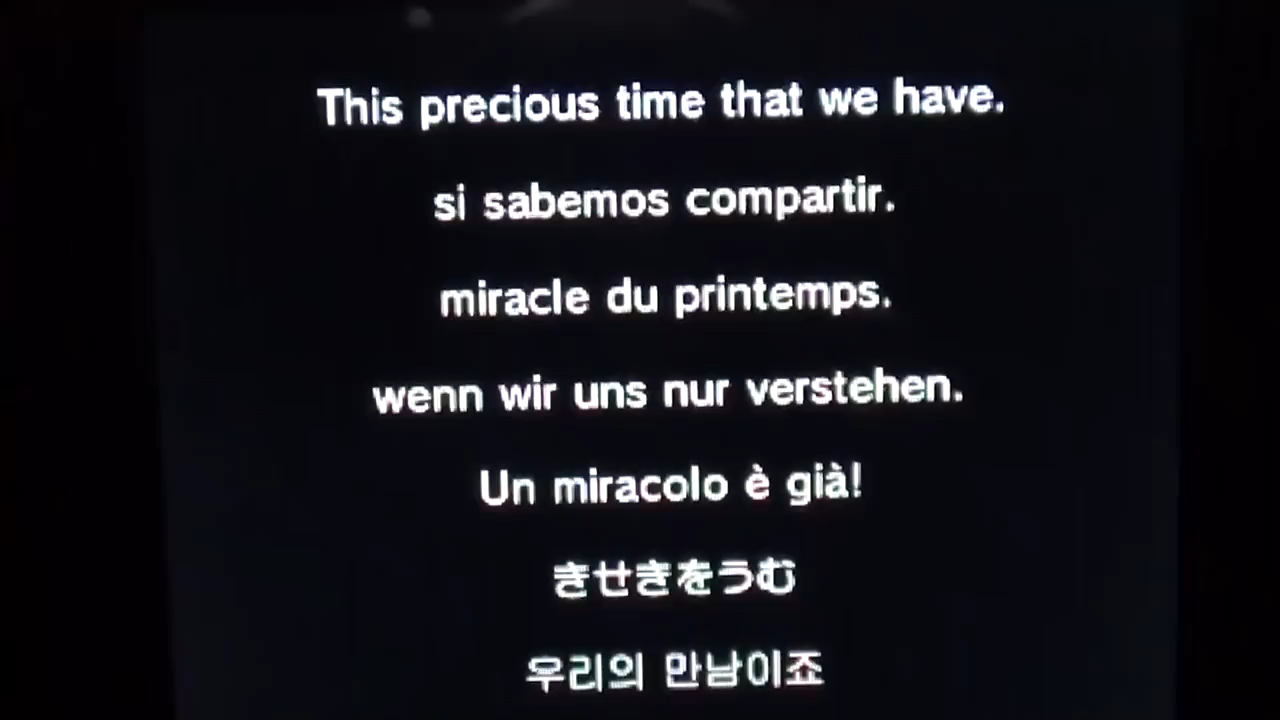 This precious time that we have.
si sabemos compartir.
miracle du printemps.
wenn wir uns nur verstehen.
Un miracolo è già!
きせきをうむ
우리의 만남이죠